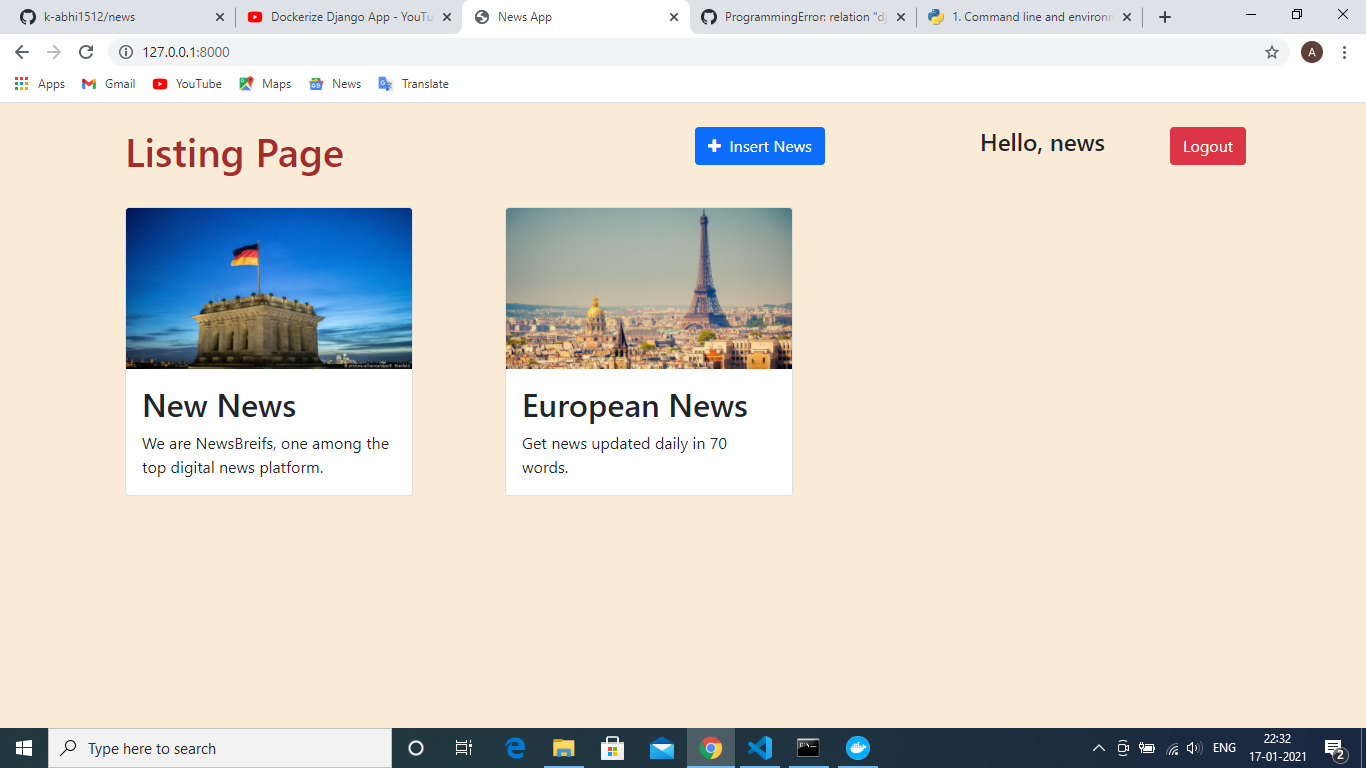 k-abhi1512/news
Dockerize Django App - YouTu
News App
ProgrammingError: relation "dj
1. Command line and environm
127.0.0.1:8000
A
Apps
Gmail
YouTube
Maps
News
Translate
Listing Page
Insert News
Hello, news
Logout
New News
We are NewsBreifs, one among the
top digital news platform.
European News
Get news updated daily in 70
words.
Type here to search
ENG
22:32
17-01-2021
2